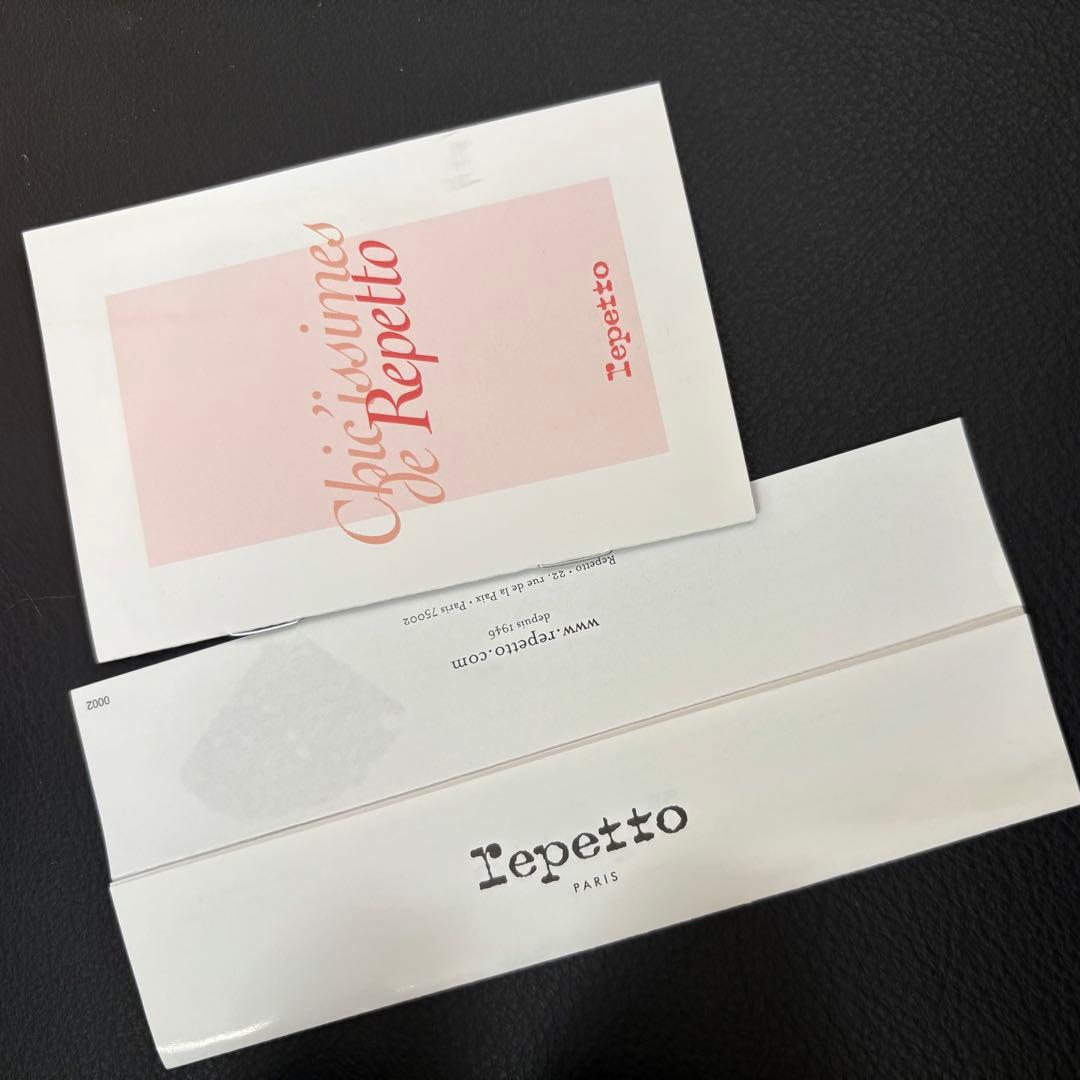 Chic'issimes
de Repetto
repetto
Repetto • 22, rue de la Paix • Paris 75002
depuis 1946
www.repetto.com
0002
repetto
PARIS